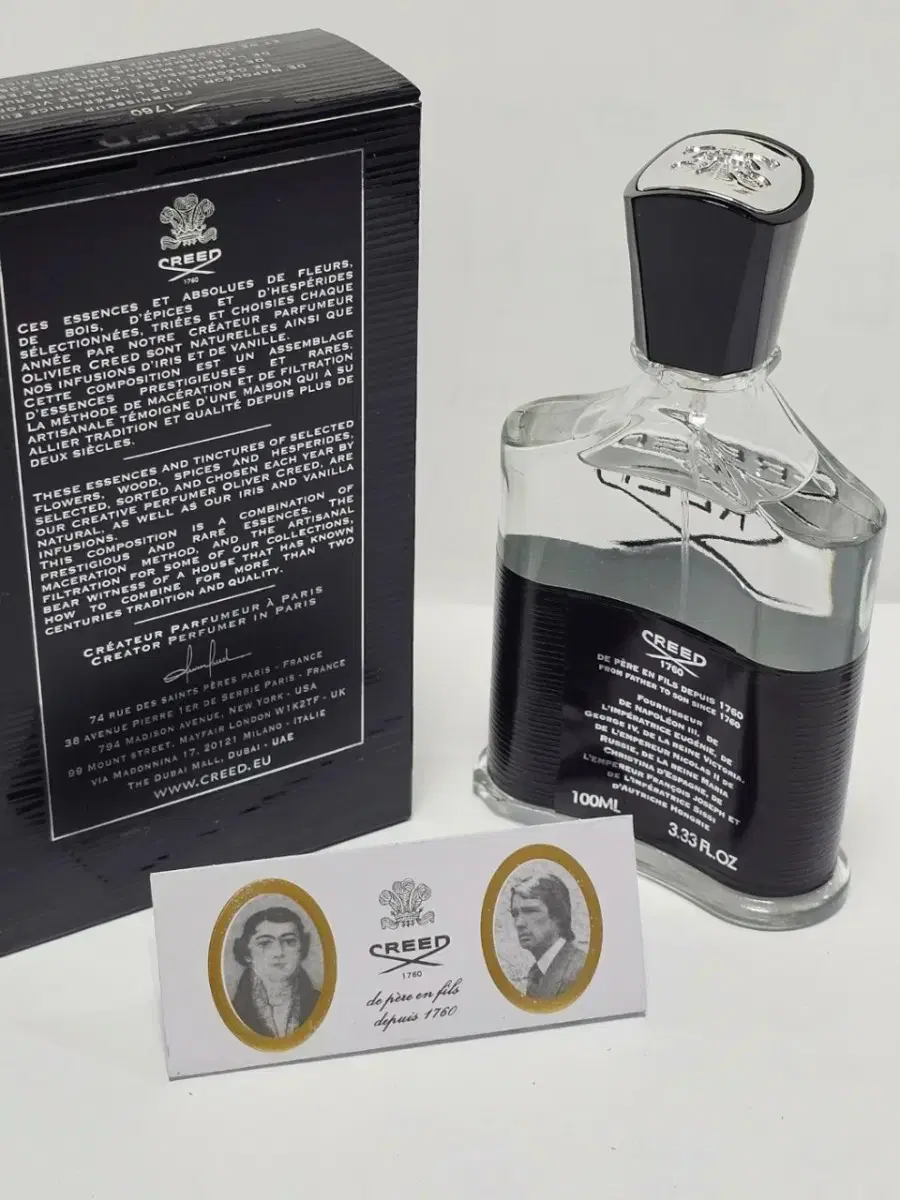 1760
CREED
CREED
1760
CES ESSENCES ET ABSOLUES DE FLEURS,
DE BOIS, D'ÉPICES ET D'HESPÉRIDES
SÉLECTIONNÉES, TRIÉES ET CHOISIES CHAQUE
ANNÉE PAR NOTRE CRÉATEUR PARFUMEUR
OLIVIER CREED SONT NATURELLES AINSI QUE
NOS INFUSIONS D'IRIS ET DE VANILLE.
CETTE COMPOSITION EST UN ASSEMBLAGE
D'ESSENCES PRESTIGIEUSES ET RARES.
LA MÉTHODE DE MACÉRATION ET DE FILTRATION
ARTISANALE TÉMOIGNE D'UNE MAISON QUI A SU
ALLIER TRADITION ET QUALITÉ DEPUIS PLUS DE
DEUX SIÈCLES.
THESE ESSENCES AND TINCTURES OF SELECTED
FLOWERS, WOOD, SPICES AND HESPERIDES,
SELECTED, SORTED AND CHOSEN EACH YEAR BY
OUR CREATIVE PERFUMER OLIVER CREED, ARE
NATURAL, AS WELL AS OUR IRIS AND VANILLA
INFUSIONS.
THIS COMPOSITION IS A COMBINATION OF
PRESTIGIOUS AND RARE ESSENCES. THE
MACERATION METHOD, AND THE ARTISANAL
FILTRATION FOR SOME OF OUR COLLECTIONS,
BEAR WITNESS OF A HOUSE THAT HAS KNOWN,
HOW TO COMBINE FOR MORE THAN TWO
CENTURIES TRADITION AND QUALITY.
CRÉATEUR PARFUMEUR À PARIS
CREATOR PERFUMER IN PARIS
74 RUE DES SAINTS PÈRES PARIS - FRANCE
38 AVENUE PIERRE 1ER DE SERBIE PARIS - FRANCE
794 MADISON AVENUE, NEW YORK - USA
99 MOUNT STREET, MAYFAIR LONDON W1K2TF - UK
VIA MADONNINA 17, 20121 MILANO - ITALIE
THE DUBAI MALL, DUBAI - UAE
WWW.CREED.EU
CREED
1760
DE PÈRE EN FILS DEPUIS 1760
FROM FATHER TO SON SINCE 1760
FOURNISSEUR
DE NAPOLÉON III, DE
L'IMPÉRATRICE EUGÉNIE, DE
GEORGE IV, DE LA REINE VICTORIA,
DE L'EMPEREUR NICOLAS II DE
RUSSIE, DE LA REINE MARIA
CHRISTINA D'ESPAGNE, DE
L'EMPEREUR FRANÇOIS JOSEPH ET
DE L'IMPÉRATRICE SISSI
D'AUTRICHE HONGRIE
100ML
3.33 FL.OZ
CREED
1760
de père en fils
depuis 1760